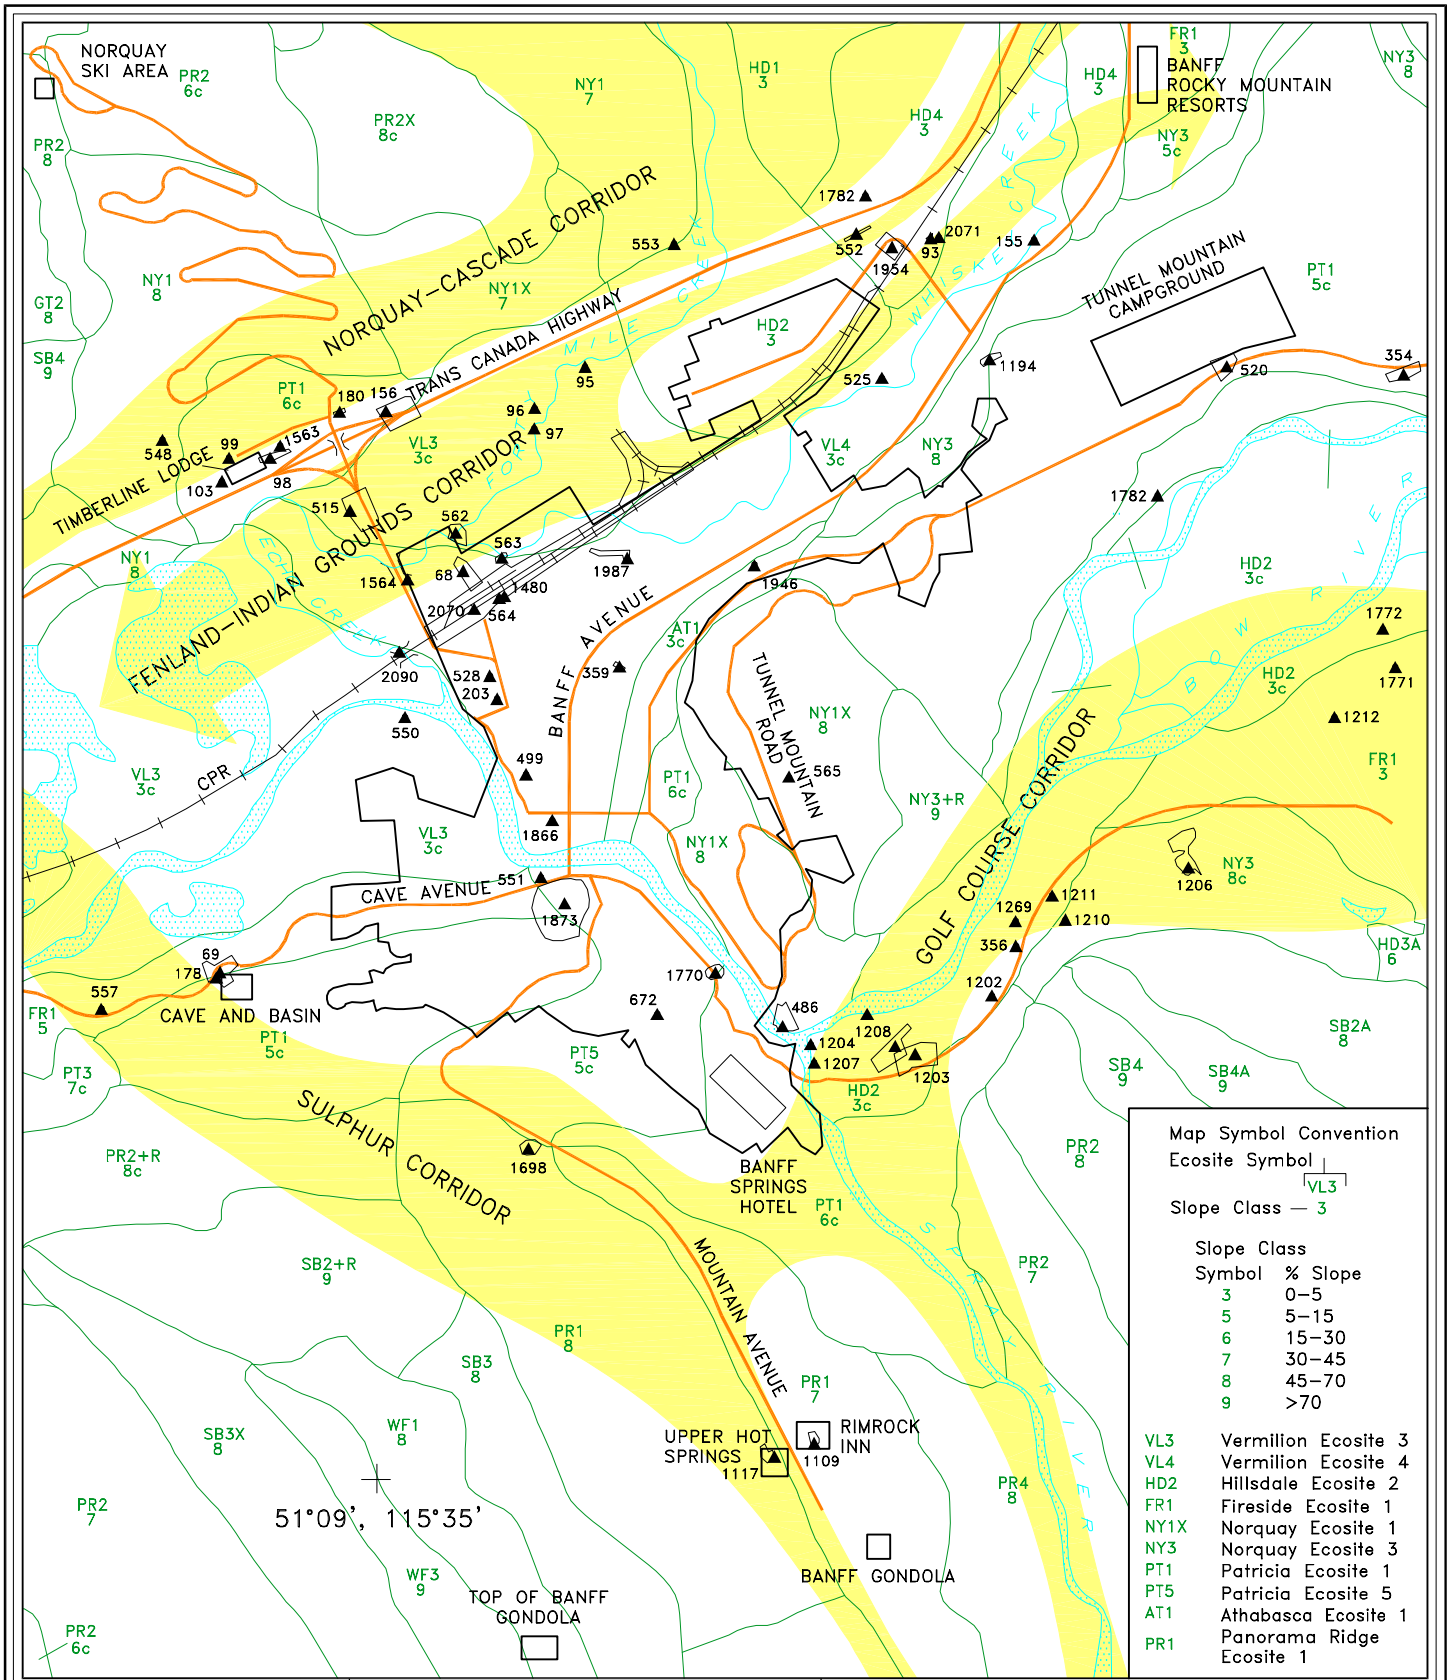 NORQUAY
SKI AREA
PR2
6c
PR2X
8c
NY1
7
HD1
3
HD4
3
HD4
3
FR1
3
BANFF
ROCKY MOUNTAIN
RESORTS
NY3
8
NY3
5c
PR2
8
NORQUAY-CASCADE CORRIDOR
1782
553
552
1954
93
2071
155
WHISKEY CREEK
TUNNEL MOUNTAIN
CAMPGROUND
PT1
5c
NY1
8
GT2
8
SB4
9
NY1X
7
TRANS CANADA HIGHWAY
FORTY MILE CREEK
HD2
3
95
525
1194
520
354
PT1
6c
180
156
96
97
VL3
3c
VL4
3c
NY3
8
548
99
1563
TIMBERLINE LODGE
103
98
515
562
563
68
1564
1480
2070
564
1987
1946
1782
NY1
8
ECHO CREEK
FENLAND-INDIAN GROUNDS CORRIDOR
2090
528
203
550
499
359
BANFF AVENUE
AT1
3c
TUNNEL MOUNTAIN
ROAD
NY1X
8
565
HD2
3c
BOW RIVER
1772
HD2
3c
1771
1212
FR1
3
VL3
3c
CPR
VL3
3c
1866
PT1
6c
NY1X
8
NY3+R
9
GOLF COURSE CORRIDOR
1206
NY3
8c
CAVE AVENUE
551
1873
1211
1269
1210
356
1202
HD3A
6
69
178
557
CAVE AND BASIN
FR1
5
PT1
5c
PT3
7c
1770
672
486
1208
1204
1207
1203
PT5
5c
HD2
3c
SB2A
8
SB4
9
SB4A
9
SULPHUR CORRIDOR
PR2+R
8c
1698
BANFF
SPRINGS
HOTEL
PT1
6c
PR2
8
SPRAY RIVER
PR2
7
SB2+R
9
PR1
8
SB3
8
MOUNTAIN AVENUE
PR1
7
SB3X
8
WF1
8
UPPER HOT
SPRINGS
1117
1109
RIMROCK
INN
PR4
8
PR2
7
51°09', 115°35'
WF3
9
TOP OF BANFF
GONDOLA
BANFF GONDOLA
PR2
6c
Map Symbol Convention
Ecosite Symbol
VL3
Slope Class — 3
Slope Class
Symbol % Slope
3 0-5
5 5-15
6 15-30
7 30-45
8 45-70
9 >70
VL3 Vermilion Ecosite 3
VL4 Vermilion Ecosite 4
HD2 Hillsdale Ecosite 2
FR1 Fireside Ecosite 1
NY1X Norquay Ecosite 1
NY3 Norquay Ecosite 3
PT1 Patricia Ecosite 1
PT5 Patricia Ecosite 5
AT1 Athabasca Ecosite 1
PR1 Panorama Ridge
Ecosite 1